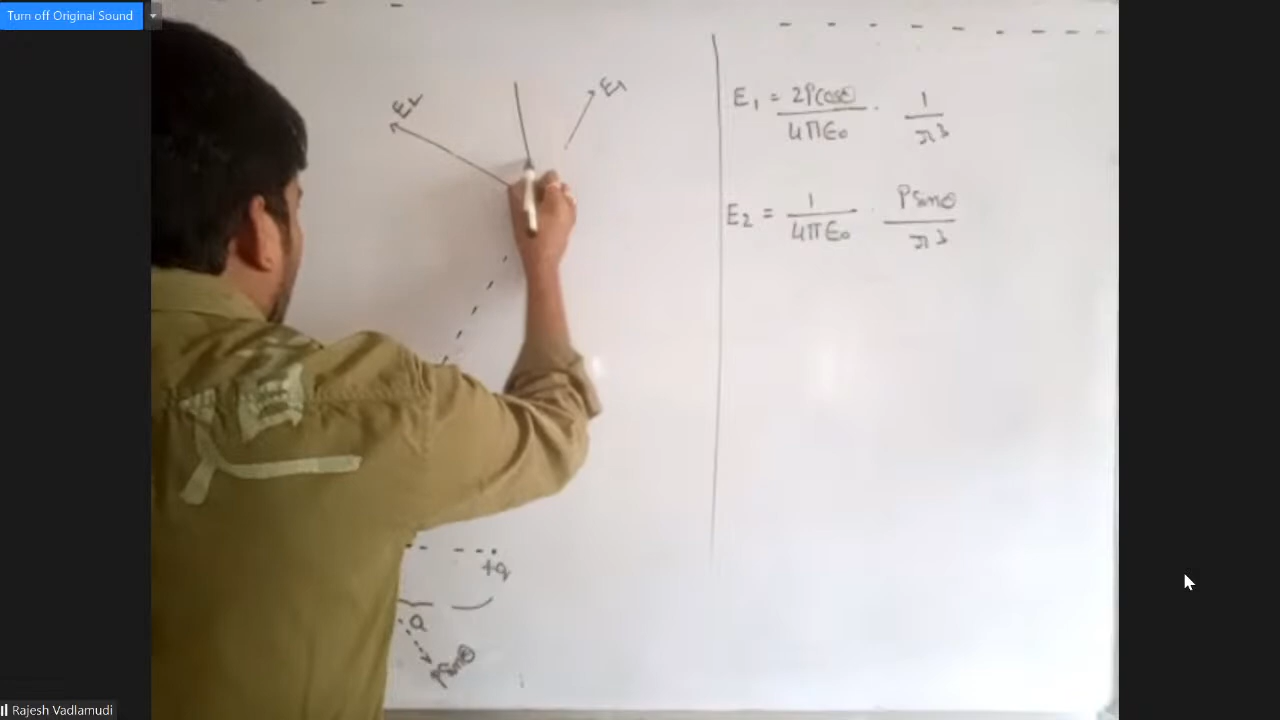 Turn off Original Sound
E₂
E₁
E₁ = 2PCosθ / 4πε₀ · 1 / r³
E₂ = 1 / 4πε₀ · PSinθ / r³
+q
a
PSinθ
Rajesh Vadlamudi